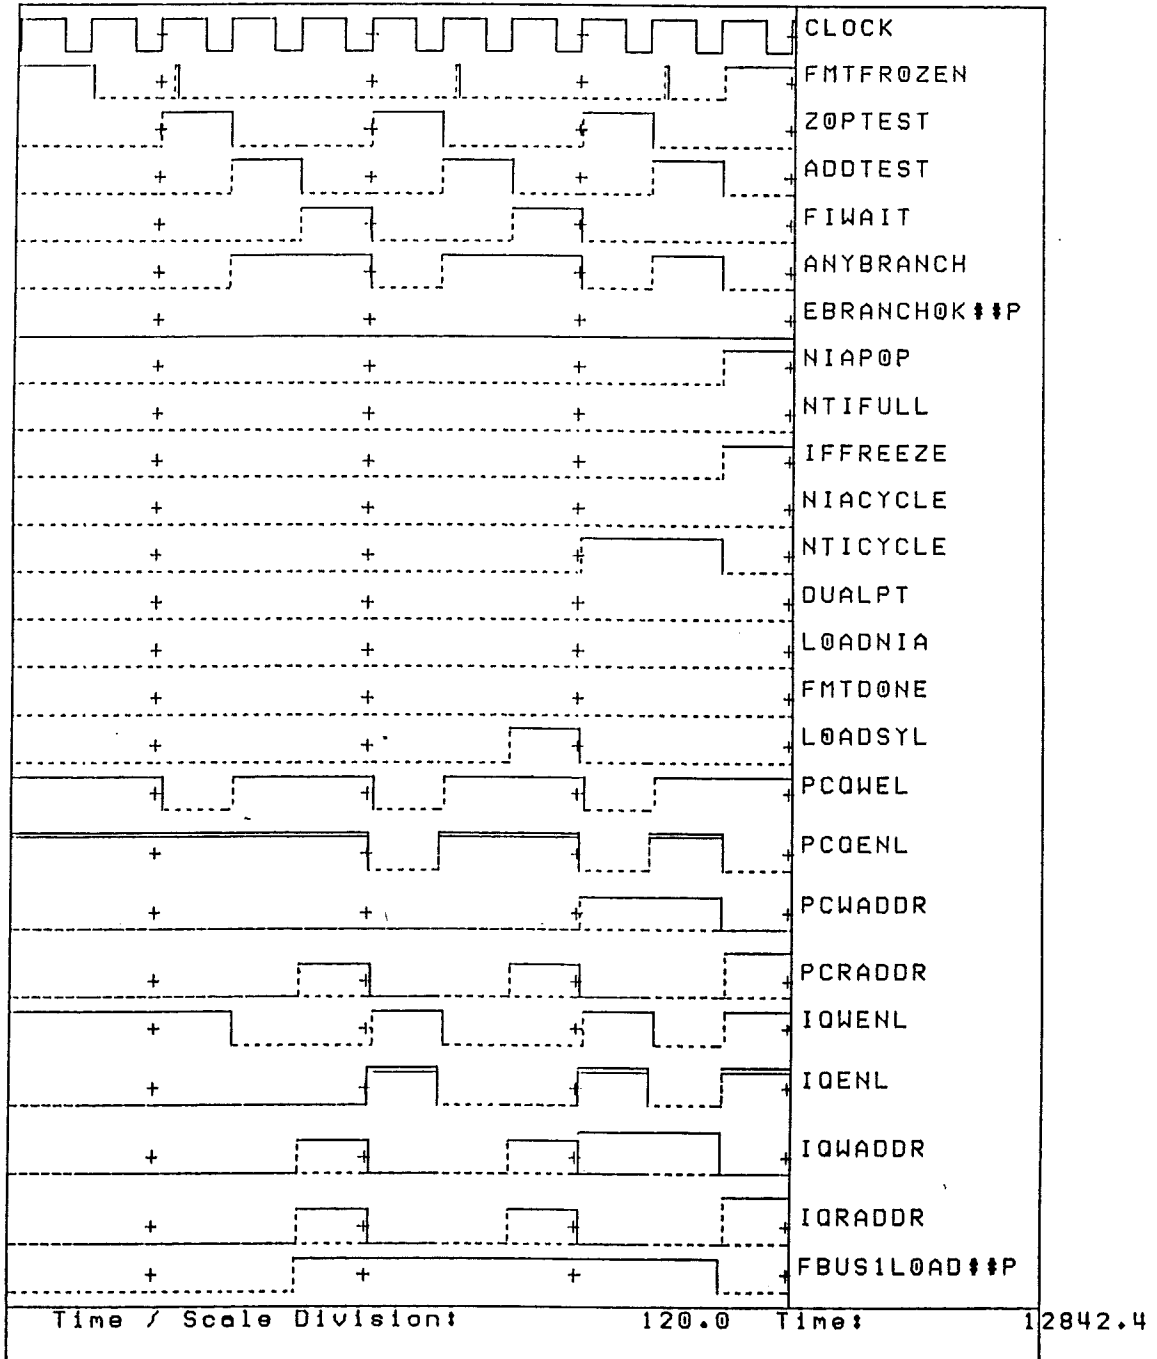 CLOCK
FMTFROZEN
ZOPTEST
ADDTEST
FIWAIT
ANYBRANCH
EBRANCHOK##P
NIAPOP
NTIFULL
IFFREEZE
NIACYCLE
NTICYCLE
DUALPT
LOADNIA
FMTDONE
LOADSYL
PCQWEL
PCQENL
PCWADDR
PCRADDR
IQWENL
IQENL
IQWADDR
IQRADDR
FBUS1LOAD##P
Time / Scale Division: 120.0 Time: 12842.4